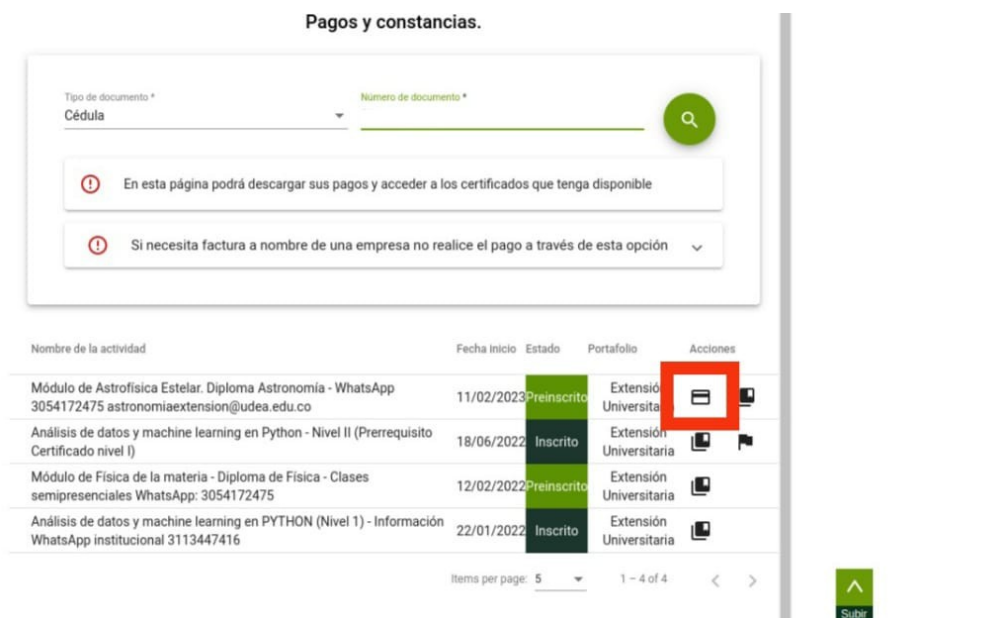 Pagos y constancias.
Tipo de documento *
Número de documento *
Cédula
En esta página podrá descargar sus pagos y acceder a los certificados que tenga disponible
Si necesita factura a nombre de una empresa no realice el pago a través de esta opción
Nombre de la actividad Fecha Inicio Estado Portafolio Acciones
Módulo de Astrofísica Estelar. Diploma Astronomía - WhatsApp
3054172475 astronomiaextension@udea.edu.co
11/02/2023 Preinscrito
Extensión
Universitaria
Análisis de datos y machine learning en Python - Nivel II (Prerrequisito
Certificado nivel I)
18/06/2022 Inscrito
Extensión
Universitaria
Módulo de Física de la materia - Diploma de Física - Clases
semipresenciales WhatsApp: 3054172475
12/02/2022 Preinscrito
Extensión
Universitaria
Análisis de datos y machine learning en PYTHON (Nivel 1) - Información
WhatsApp institucional 3113447416
22/01/2022 Inscrito
Extensión
Universitaria
Items per page: 5 1 – 4 of 4
Subir